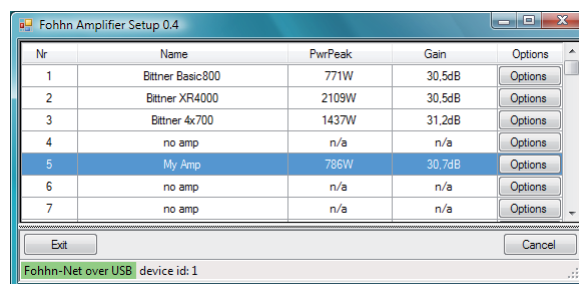 Fohhn Amplifier Setup 0.4
Nr Name PwrPeak Gain Options
1 Bittner Basic800 771W 30,5dB Options
2 Bittner XR4000 2109W 30,5dB Options
3 Bittner 4x700 1437W 31,2dB Options
4 no amp n/a n/a Options
5 My Amp 786W 30,7dB Options
6 no amp n/a n/a Options
7 no amp n/a n/a Options
Exit Cancel
Fohhn-Net over USB device id: 1